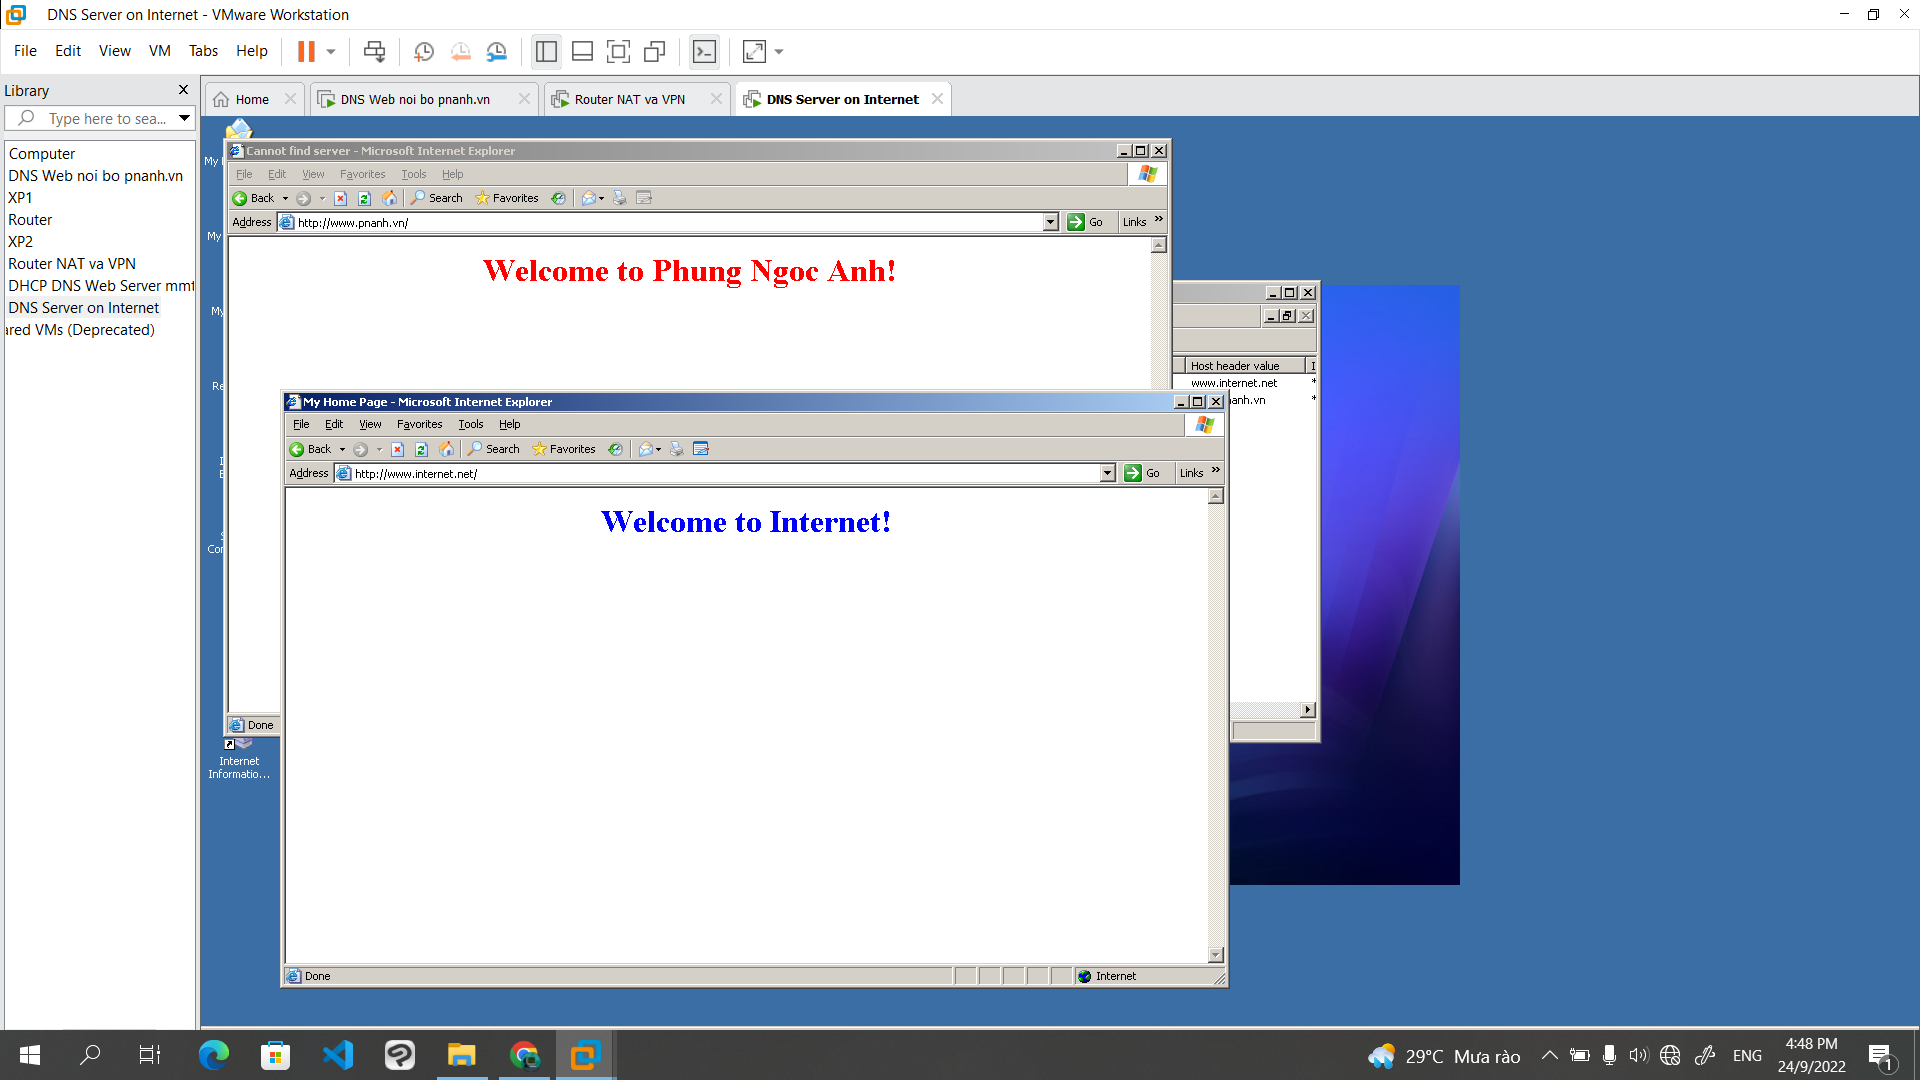 DNS Server on Internet - VMware Workstation
File Edit View VM Tabs Help
Library
Type here to sea...
Computer
DNS Web noi bo pnanh.vn
XP1
Router
XP2
Router NAT va VPN
DHCP DNS Web Server mmt
DNS Server on Internet
ared VMs (Deprecated)
Home
DNS Web noi bo pnanh.vn
Router NAT va VPN
DNS Server on Internet
My
My
My
Re
Internet
Informatio...
Cannot find server - Microsoft Internet Explorer
File Edit View Favorites Tools Help
Back Search Favorites
Address http://www.pnanh.vn/ Go Links »
Welcome to Phung Ngoc Anh!
Done
Host header value
www.internet.net
anh.vn
My Home Page - Microsoft Internet Explorer
File Edit View Favorites Tools Help
Back Search Favorites
Address http://www.internet.net/ Go Links »
Welcome to Internet!
Done Internet
29°C Mưa rào
ENG
4:48 PM
24/9/2022
1